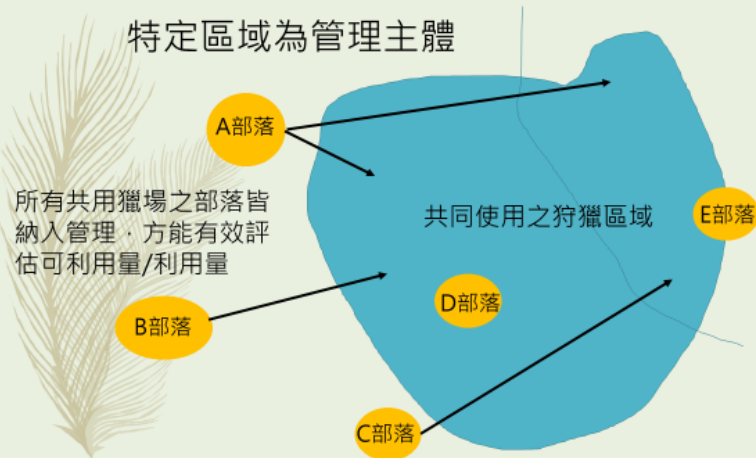 特定區域為管理主體
A部落
所有共用獵場之部落皆
納入管理，方能有效評
估可利用量/利用量
共同使用之狩獵區域
E部落
D部落
B部落
C部落